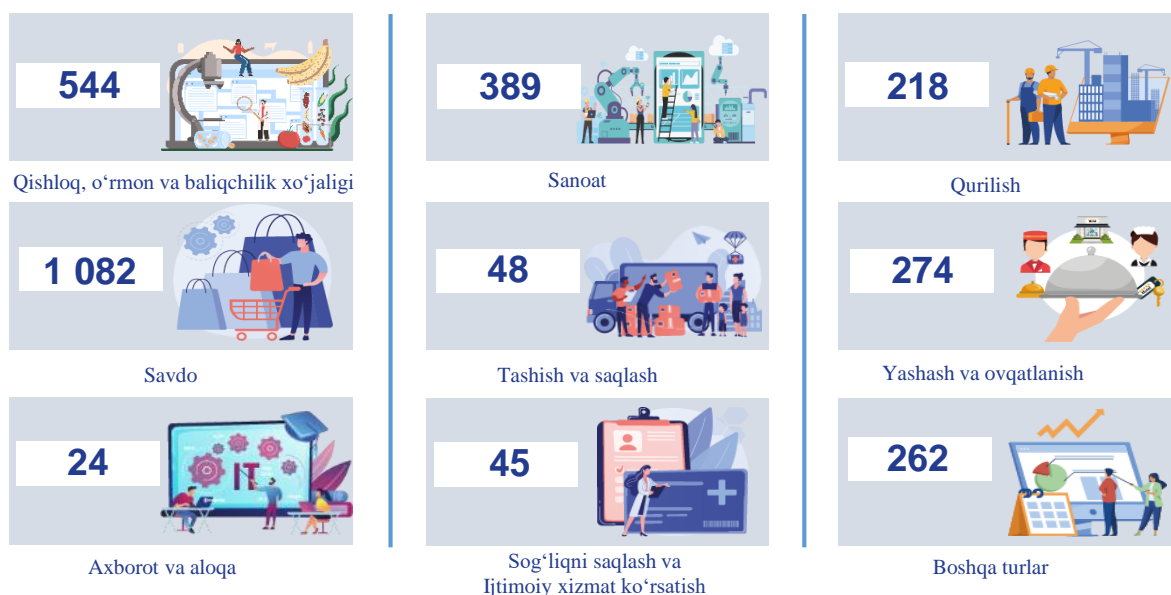 544
Qishloq, o‘rmon va baliqchilik xo‘jaligi
389
Sanoat
218
Qurilish
1 082
Savdo
48
Tashish va saqlash
274
Yashash va ovqatlanish
24
IT
Axborot va aloqa
45
Sog‘liqni saqlash va
Ijtimoiy xizmat ko‘rsatish
262
Boshqa turlar